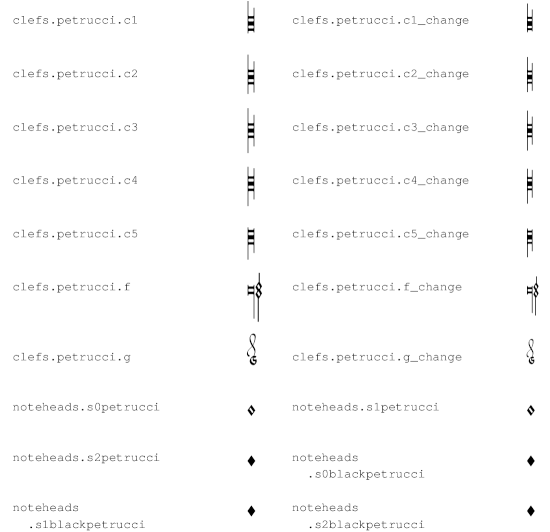 clefs.petrucci.c1 clefs.petrucci.c1_change
clefs.petrucci.c2 clefs.petrucci.c2_change
clefs.petrucci.c3 clefs.petrucci.c3_change
clefs.petrucci.c4 clefs.petrucci.c4_change
clefs.petrucci.c5 clefs.petrucci.c5_change
clefs.petrucci.f clefs.petrucci.f_change
clefs.petrucci.g clefs.petrucci.g_change
noteheads.s0petrucci noteheads.s1petrucci
noteheads.s2petrucci noteheads
.s0blackpetrucci
noteheads noteheads
.s1blackpetrucci .s2blackpetrucci